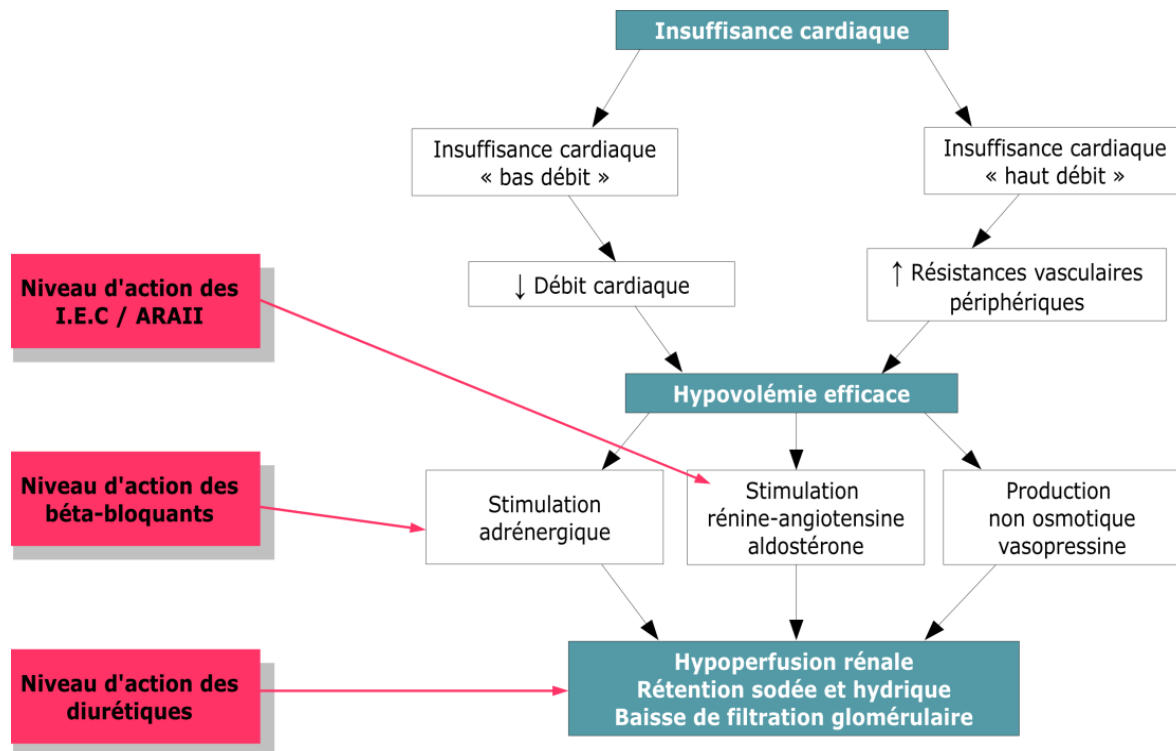 Insuffisance cardiaque
Insuffisance cardiaque
« bas débit »
Insuffisance cardiaque
« haut débit »
Niveau d'action des
I.E.C / ARAII
↓ Débit cardiaque
↑ Résistances vasculaires
périphériques
Hypovolémie efficace
Niveau d'action des
béta-bloquants
Stimulation
adrénergique
Stimulation
rénine-angiotensine
aldostérone
Production
non osmotique
vasopressine
Niveau d'action des
diurétiques
Hypoperfusion rénale
Rétention sodée et hydrique
Baisse de filtration glomérulaire